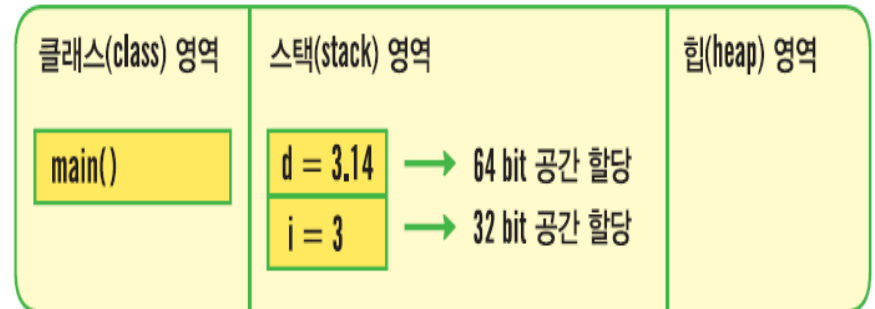 클래스(class) 영역
스택(stack) 영역
힙(heap) 영역
main()
d = 3.14 → 64 bit 공간 할당
i = 3 → 32 bit 공간 할당